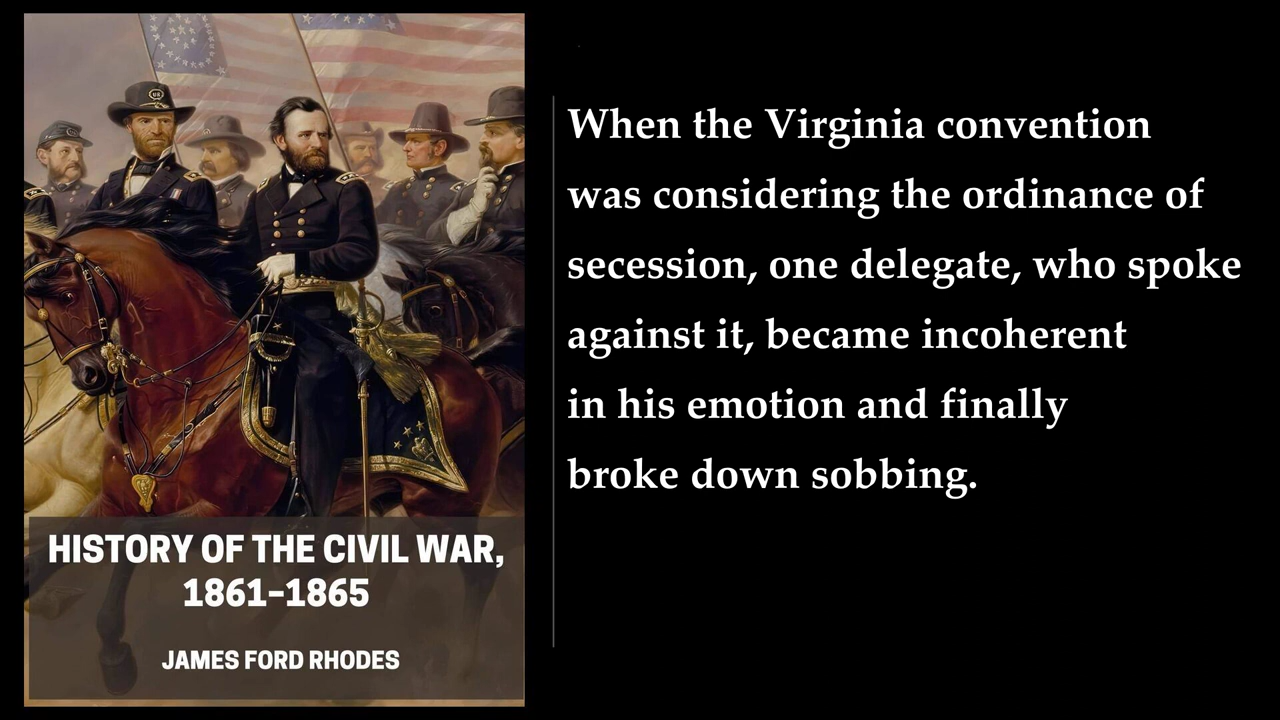 When the Virginia convention
was considering the ordinance of
secession, one delegate, who spoke
against it, became incoherent
in his emotion and finally
broke down sobbing.
HISTORY OF THE CIVIL WAR,
1861–1865
JAMES FORD RHODES